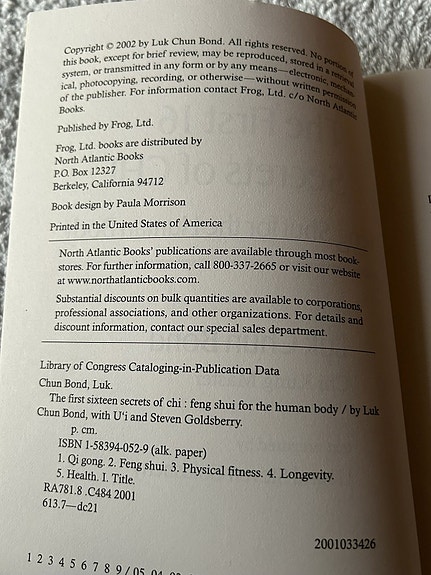 Copyright © 2002 by Luk Chun Bond. All rights reserved. No portion of
this book, except for brief review, may be reproduced, stored in a retrieval
system, or transmitted in any form or by any means—electronic, mechan-
ical, photocopying, recording, or otherwise—without written permission
of the publisher. For information contact Frog, Ltd. c/o North Atlantic
Books.
Published by Frog, Ltd.
Frog, Ltd. books are distributed by
North Atlantic Books
P.O. Box 12327
Berkeley, California 94712
Book design by Paula Morrison
Printed in the United States of America
North Atlantic Books' publications are available through most book-
stores. For further information, call 800-337-2665 or visit our website
at www.northatlanticbooks.com.
Substantial discounts on bulk quantities are available to corporations,
professional associations, and other organizations. For details and
discount information, contact our special sales department.
Library of Congress Cataloging-in-Publication Data
Chun Bond, Luk.
The first sixteen secrets of chi : feng shui for the human body / by Luk
Chun Bond, with U'i and Steven Goldsberry.
p. cm.
ISBN 1-58394-052-9 (alk. paper)
1. Qi gong. 2. Feng shui. 3. Physical fitness. 4. Longevity.
5. Health. I. Title.
RA781.8 .C484 2001
613.7—dc21
2001033426
1 2 3 4 5 6 7 8 9 / 05 04